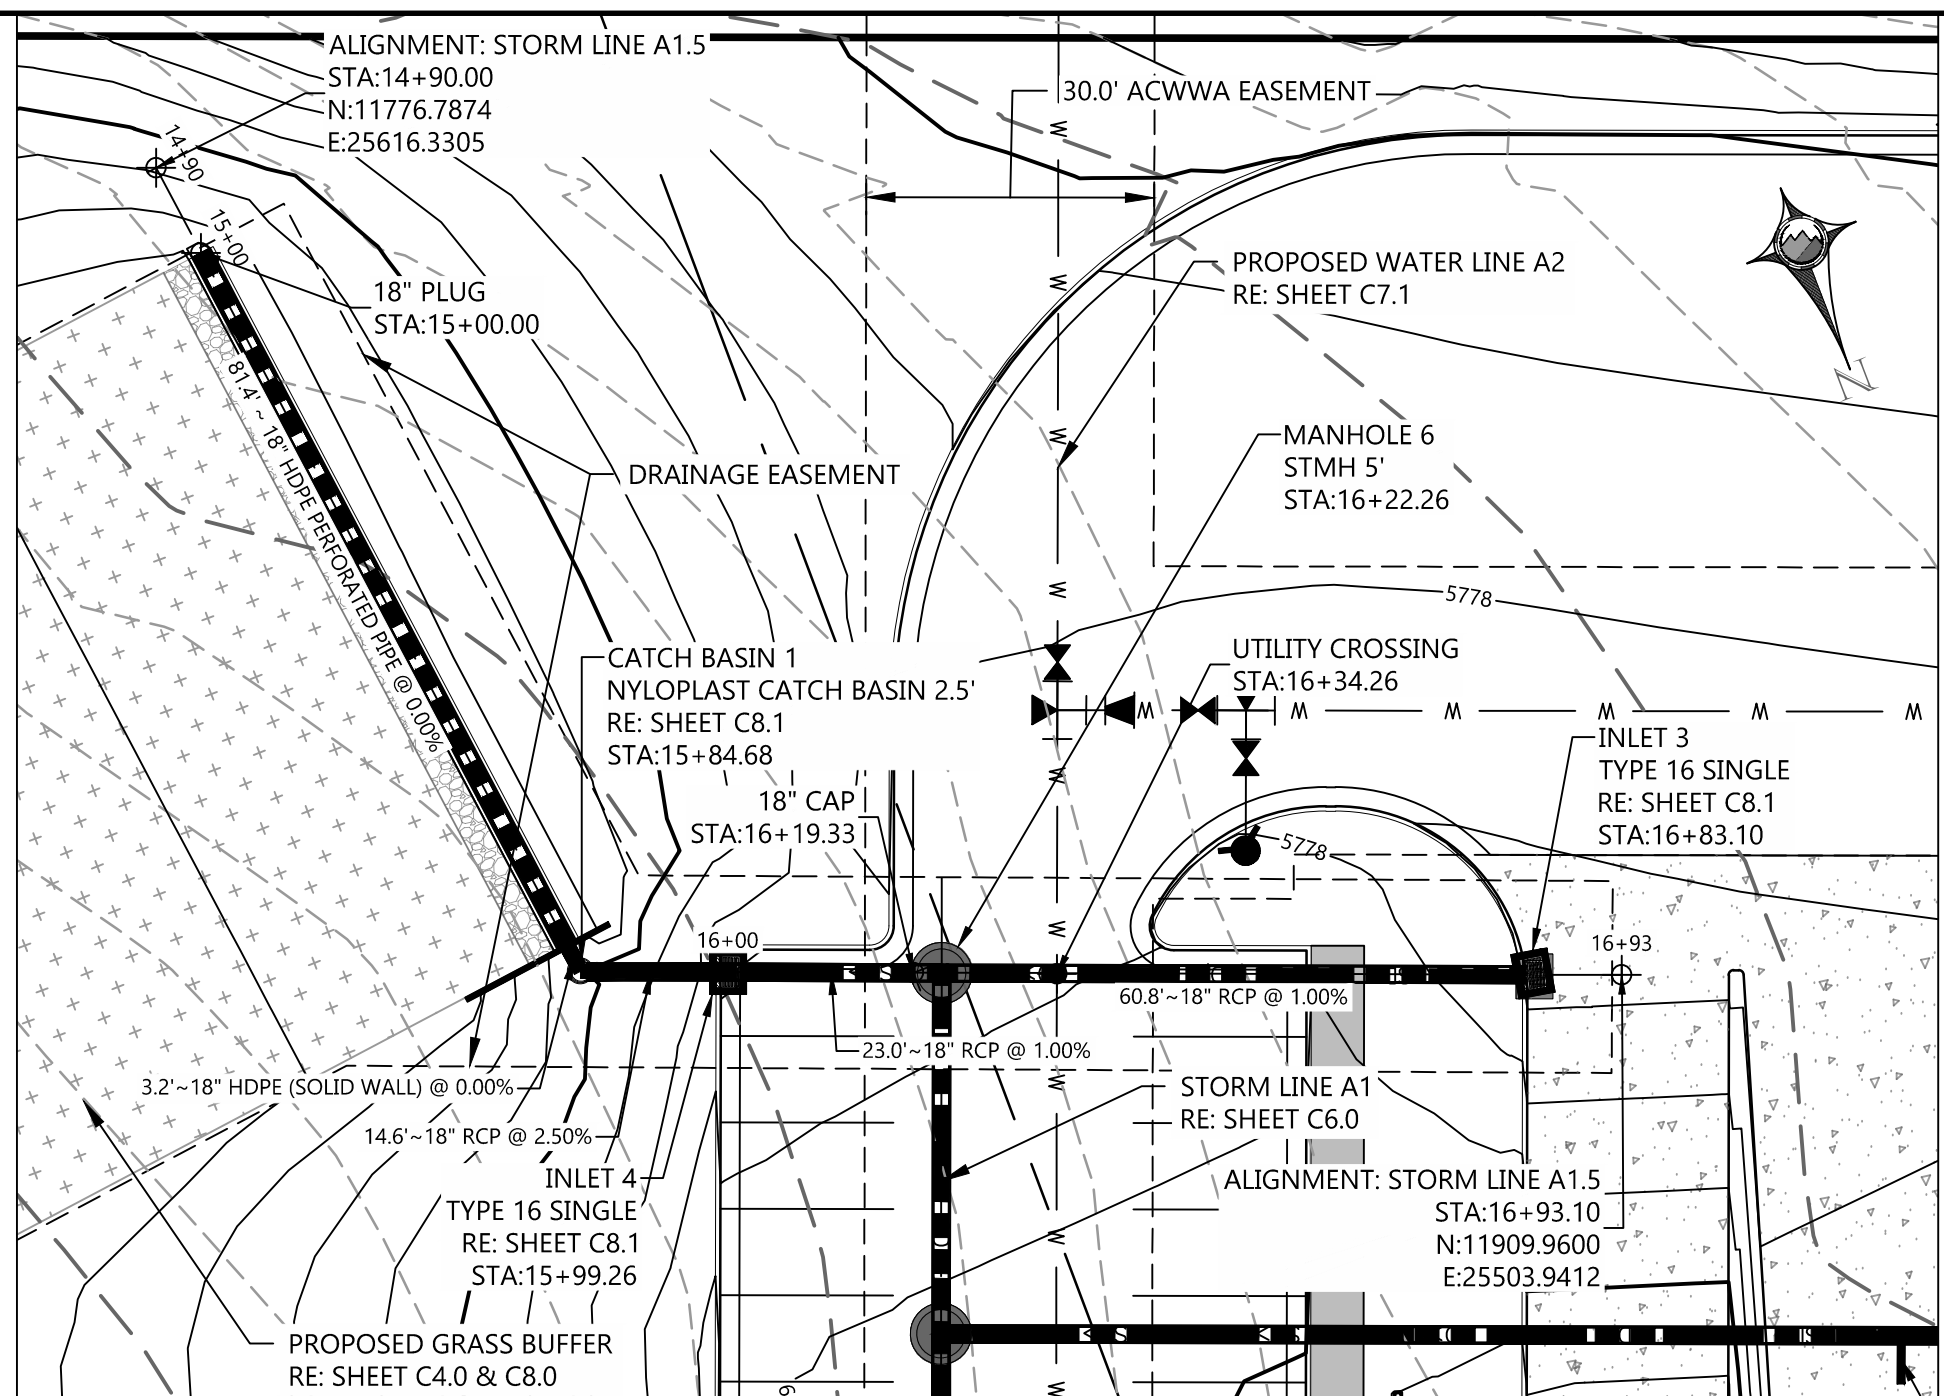 ALIGNMENT: STORM LINE A1.5
STA:14+90.00
N:11776.7874
E:25616.3305
14+90
30.0' ACWWA EASEMENT
W
15+00
18" PLUG
STA:15+00.00
PROPOSED WATER LINE A2
RE: SHEET C7.1
W
N
81.4' ~ 18" HDPE PERFORATED PIPE @ 0.00%
DRAINAGE EASEMENT
W
MANHOLE 6
STMH 5'
STA:16+22.26
W
5778
CATCH BASIN 1
NYLOPLAST CATCH BASIN 2.5'
RE: SHEET C8.1
STA:15+84.68
UTILITY CROSSING
STA:16+34.26
W W W W W W
INLET 3
TYPE 16 SINGLE
RE: SHEET C8.1
STA:16+83.10
W
18" CAP
STA:16+19.33
5778
W
16+00
16+93
60.8'~18" RCP @ 1.00%
23.0'~18" RCP @ 1.00%
3.2'~18" HDPE (SOLID WALL) @ 0.00%
W
STORM LINE A1
RE: SHEET C6.0
14.6'~18" RCP @ 2.50%
INLET 4
TYPE 16 SINGLE
RE: SHEET C8.1
STA:15+99.26
ALIGNMENT: STORM LINE A1.5
STA:16+93.10
N:11909.9600
E:25503.9412
W
PROPOSED GRASS BUFFER
RE: SHEET C4.0 & C8.0
W